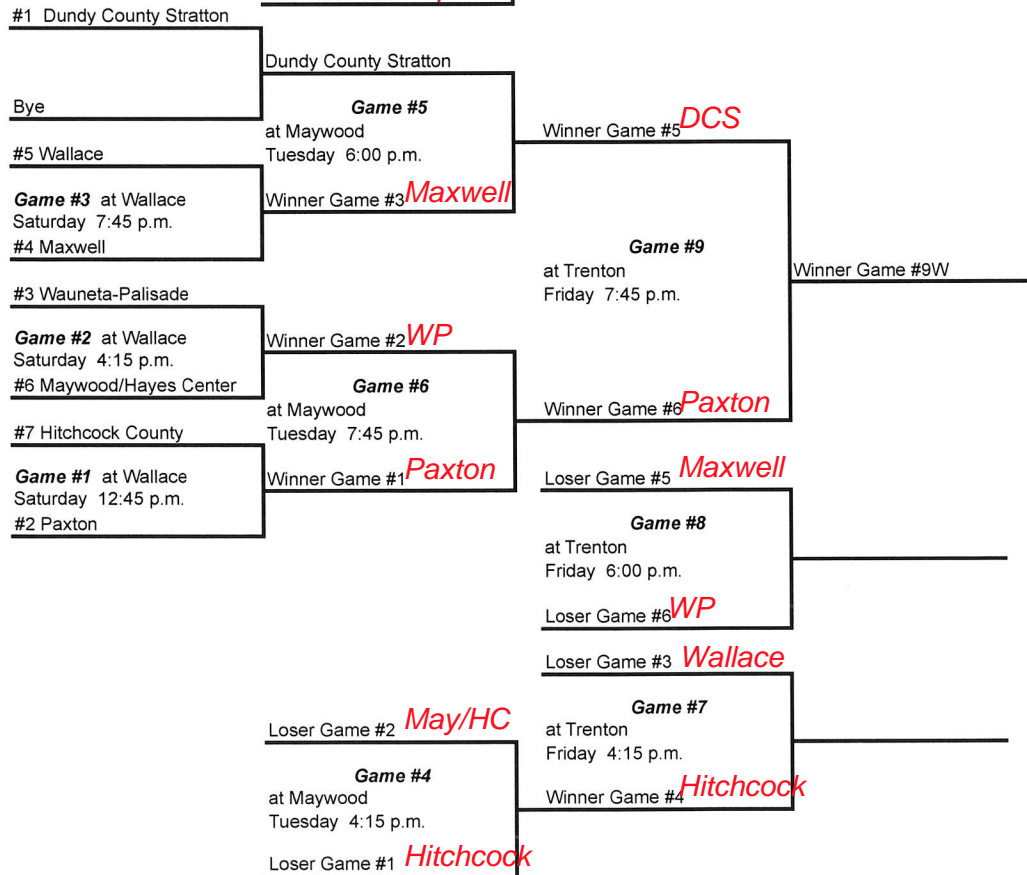 #1 Dundy County Stratton
Dundy County Stratton
Bye
Game #5
at Maywood
Tuesday 6:00 p.m.
Winner Game #5 DCS
#5 Wallace
Game #3 at Wallace
Saturday 7:45 p.m.
Winner Game #3 Maxwell
#4 Maxwell
Game #9
at Trenton
Friday 7:45 p.m.
Winner Game #9W
#3 Wauneta-Palisade
Game #2 at Wallace
Saturday 4:15 p.m.
Winner Game #2 WP
#6 Maywood/Hayes Center
Game #6
at Maywood
Tuesday 7:45 p.m.
Winner Game #6 Paxton
#7 Hitchcock County
Game #1 at Wallace
Saturday 12:45 p.m.
Winner Game #1 Paxton
#2 Paxton
Loser Game #5 Maxwell
Game #8
at Trenton
Friday 6:00 p.m.
Loser Game #6 WP
Loser Game #3 Wallace
Game #7
at Trenton
Friday 4:15 p.m.
Winner Game #4 Hitchcock
Loser Game #2 May/HC
Game #4
at Maywood
Tuesday 4:15 p.m.
Loser Game #1 Hitchcock